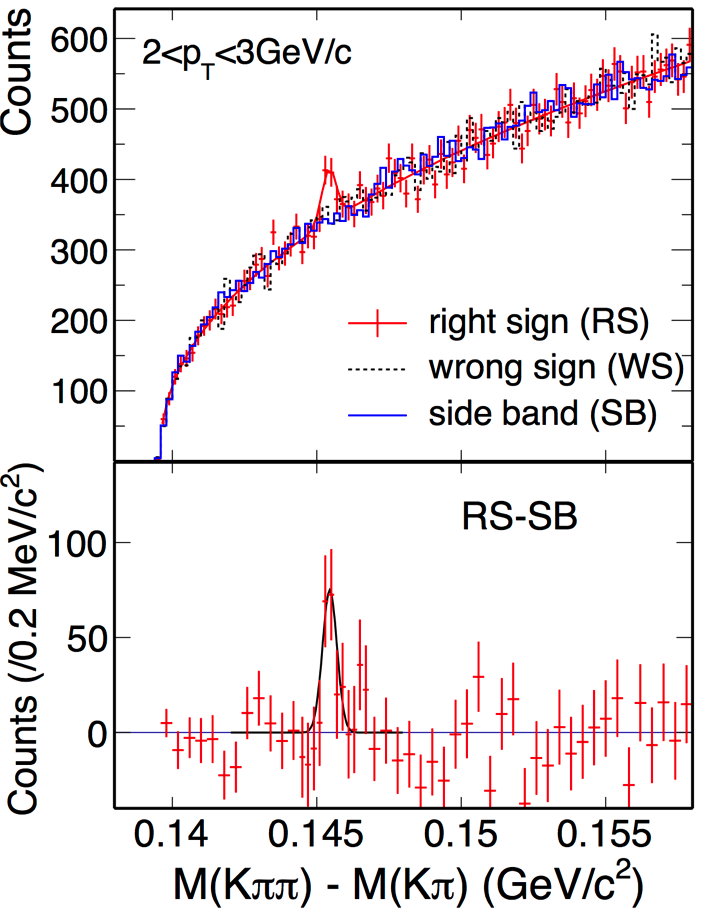 Counts
600
500
400
300
200
100
2<p_T<3GeV/c
right sign (RS)
wrong sign (WS)
side band (SB)
Counts (/0.2 MeV/c²)
100
50
0
RS-SB
0.14 0.145 0.15 0.155
M(Kππ) - M(Kπ) (GeV/c²)